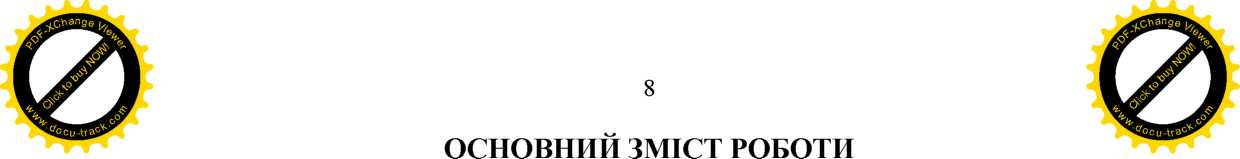 PDF-XChange Viewer
Click to buy NOW!
www.docu-track.com
8
PDF-XChange Viewer
Click to buy NOW!
www.docu-track.com
ОСНОВНИЙ ЗМІСТ РОБОТИ